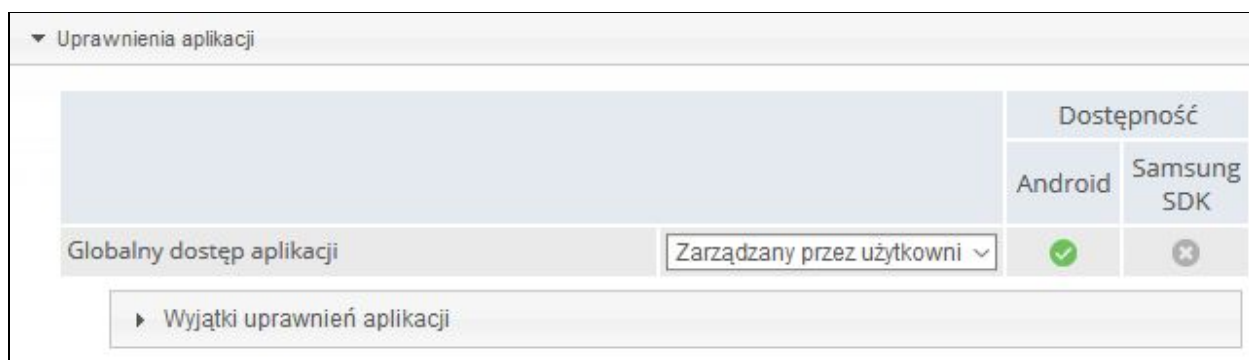 Uprawnienia aplikacji
Dostępność
Android
Samsung
SDK
Globalny dostęp aplikacji
Zarządzany przez użytkowni
Wyjątki uprawnień aplikacji